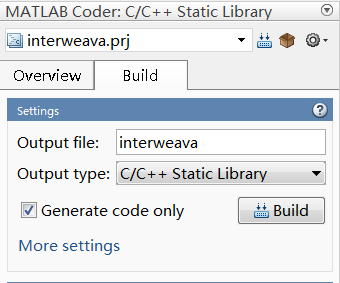 MATLAB Coder: C/C++ Static Library
interweava.prj
Overview Build
Settings
Output file: interweava
Output type: C/C++ Static Library
Generate code only Build
More settings